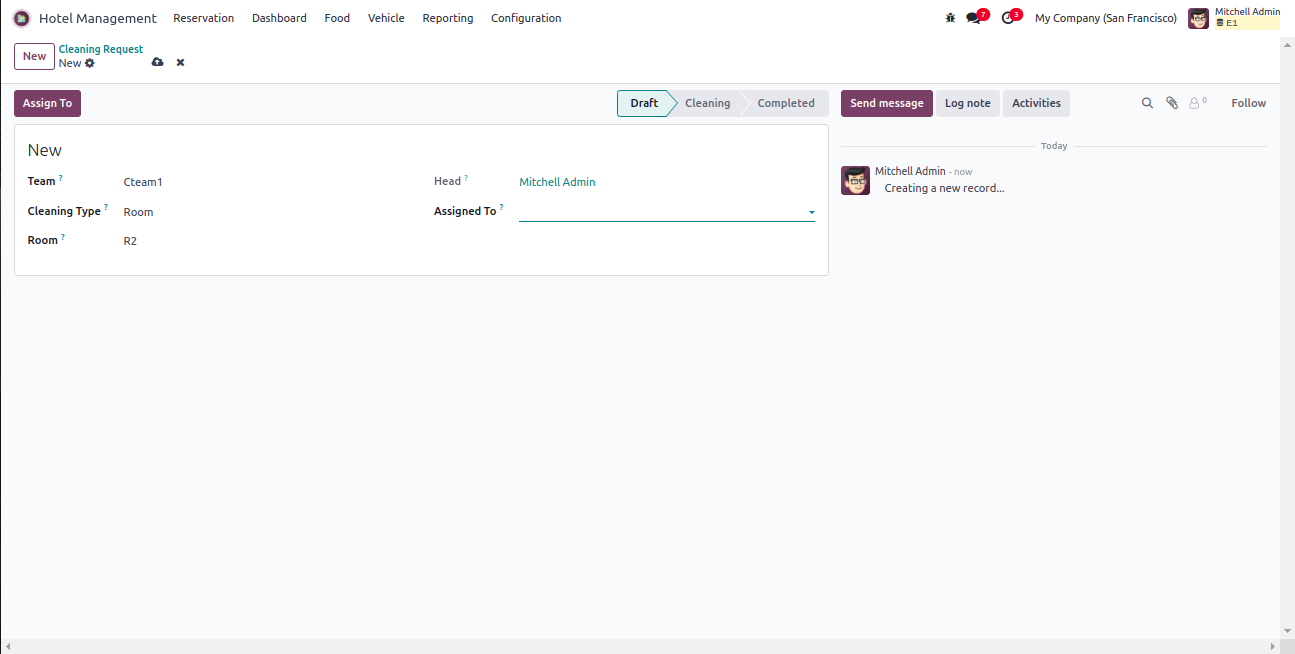 Hotel Management Reservation Dashboard Food Vehicle Reporting Configuration 7 3 My Company (San Francisco) Mitchell Admin
E1
New Cleaning Request
New
Assign To Draft Cleaning Completed Send message Log note Activities 0 Follow
New
Today
Team ? Cteam1 Head ? Mitchell Admin
Mitchell Admin - now
Creating a new record...
Cleaning Type ? Room Assigned To ?
Room ? R2